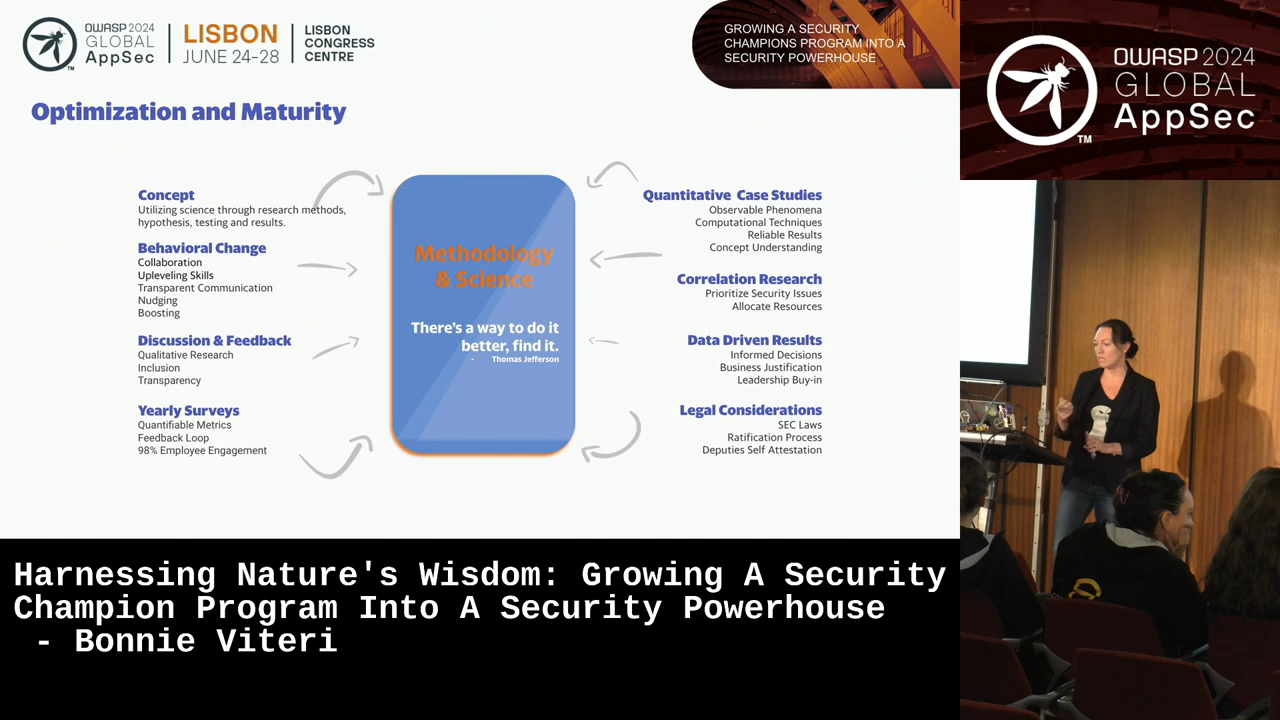 OWASP 2024
GLOBAL
AppSec
TM
LISBON
JUNE 24-28
LISBON
CONGRESS
CENTRE
GROWING A SECURITY
CHAMPIONS PROGRAM INTO A
SECURITY POWERHOUSE
Optimization and Maturity
Concept
Utilizing science through research methods,
hypothesis, testing and results.
Behavioral Change
Collaboration
Upleveling Skills
Transparent Communication
Nudging
Boosting
Discussion & Feedback
Qualitative Research
Inclusion
Transparency
Yearly Surveys
Quantifiable Metrics
Feedback Loop
98% Employee Engagement
Methodology
& Science
There's a way to do it
better, find it.
- Thomas Jefferson
Quantitative Case Studies
Observable Phenomena
Computational Techniques
Reliable Results
Concept Understanding
Correlation Research
Prioritize Security Issues
Allocate Resources
Data Driven Results
Informed Decisions
Business Justification
Leadership Buy-in
Legal Considerations
SEC Laws
Ratification Process
Deputies Self Attestation
OWASP 2024
GLOBAL
AppSec
TM
Harnessing Nature's Wisdom: Growing A Security
Champion Program Into A Security Powerhouse
- Bonnie Viteri